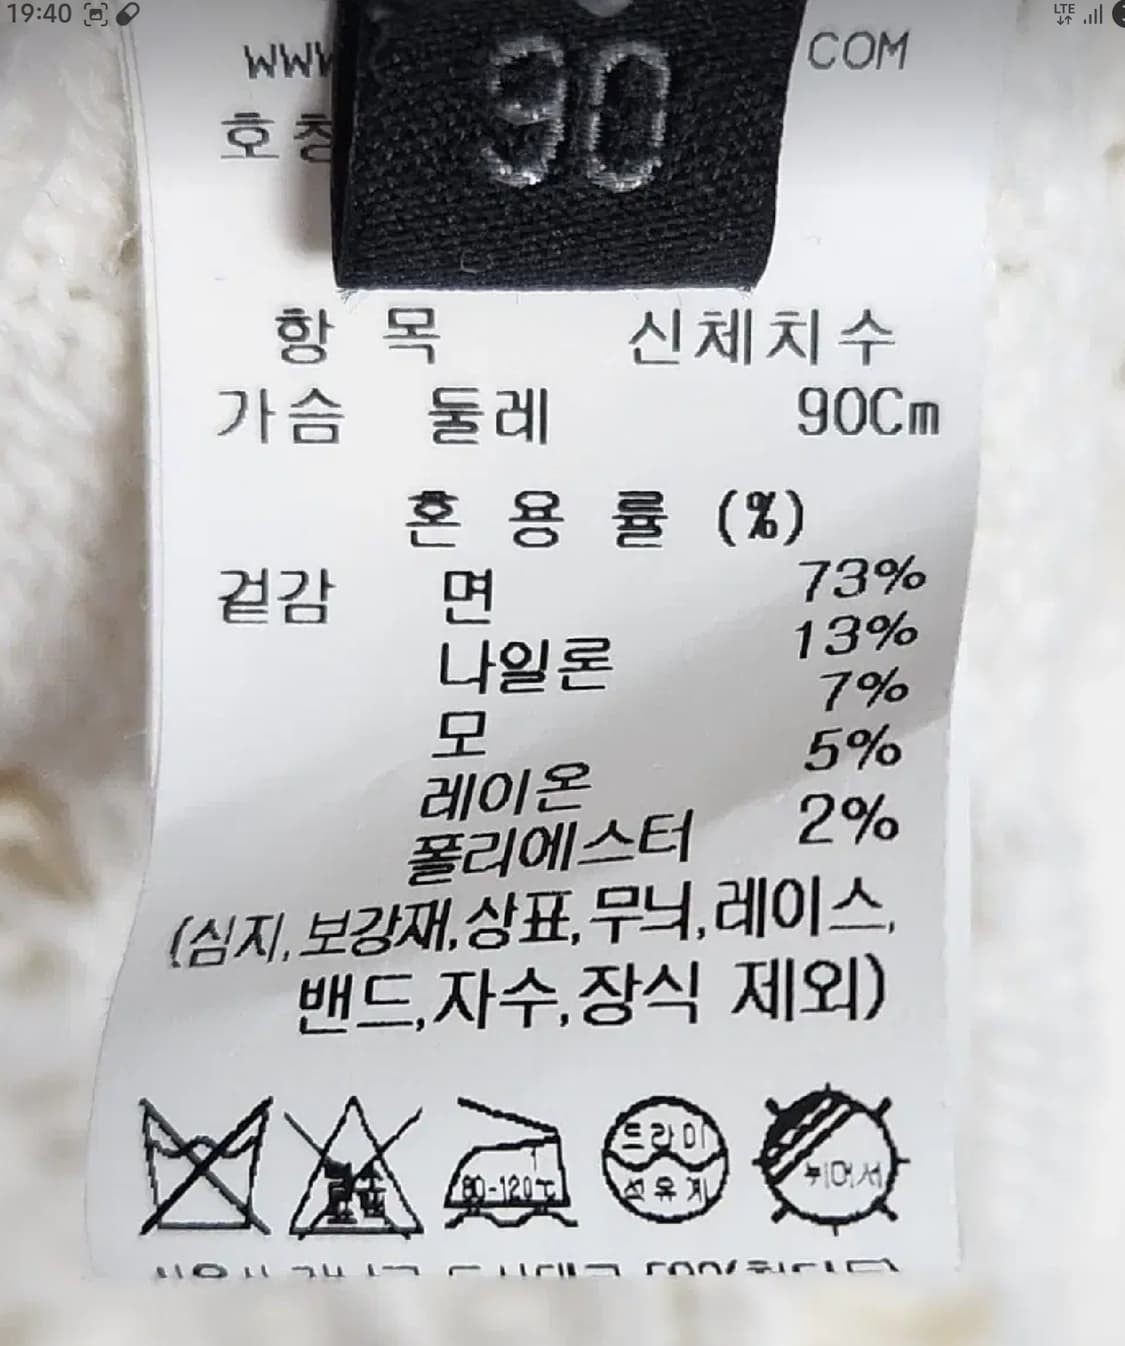 19:40
LTE
90
COM
항 목 신체치수
가슴 둘레 90Cm
혼 용 률 (%)
겉감 면 73%
나일론 13%
모 7%
레이온 5%
폴리에스터 2%
(심지,보강재,상표,무늬,레이스,
밴드,자수,장식 제외)
80-120℃
드라이
석유계
뉘어서